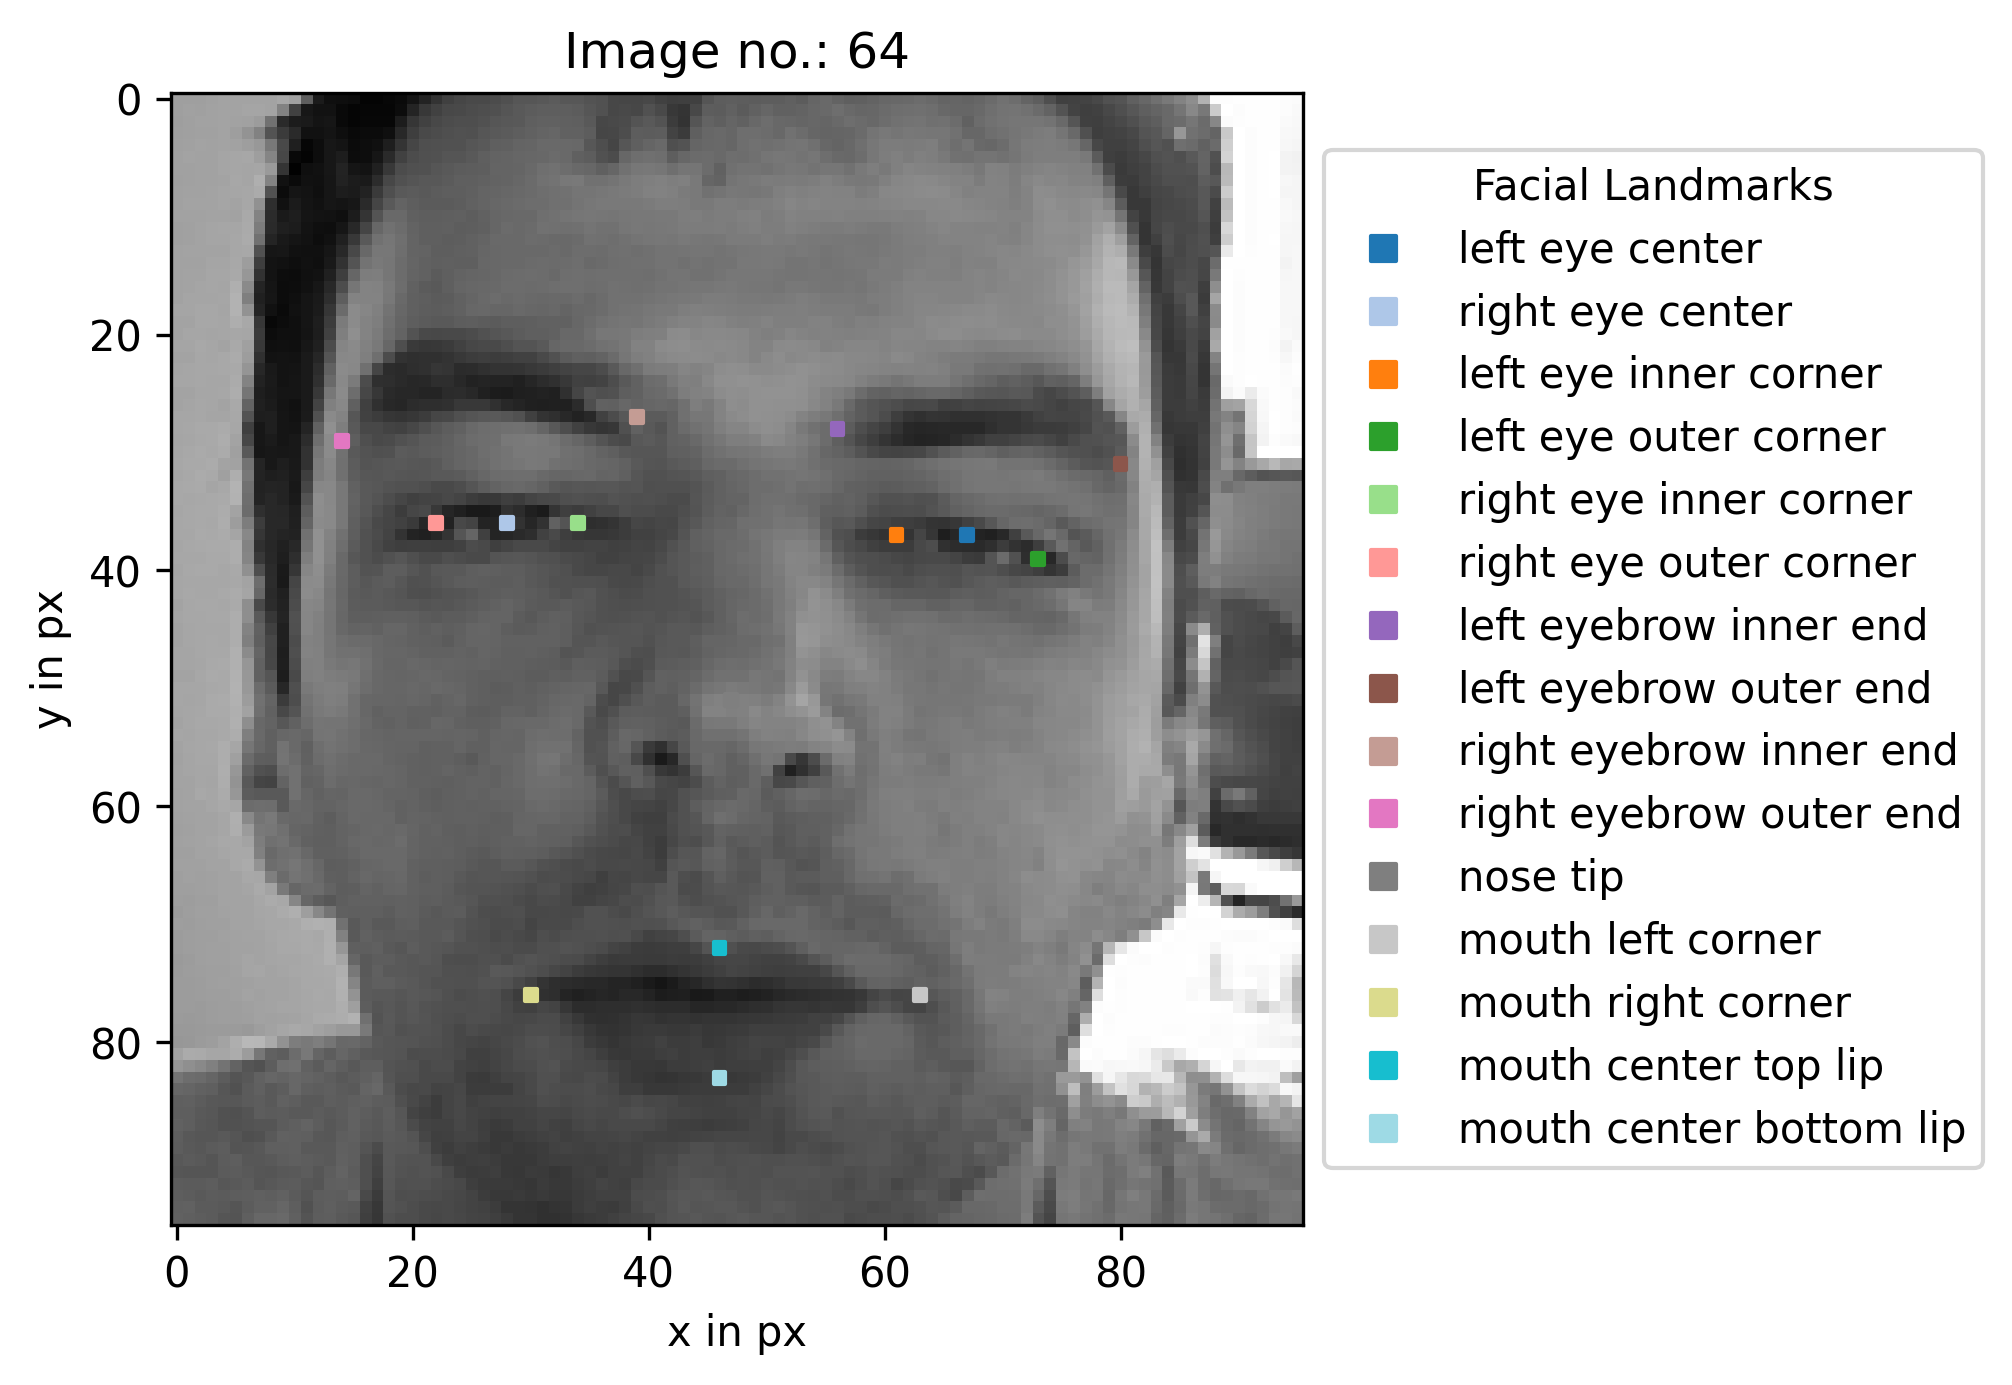 Image no.: 64
0
20
40
60
80
y in px
0 20 40 60 80
x in px
Facial Landmarks
left eye center
right eye center
left eye inner corner
left eye outer corner
right eye inner corner
right eye outer corner
left eyebrow inner end
left eyebrow outer end
right eyebrow inner end
right eyebrow outer end
nose tip
mouth left corner
mouth right corner
mouth center top lip
mouth center bottom lip